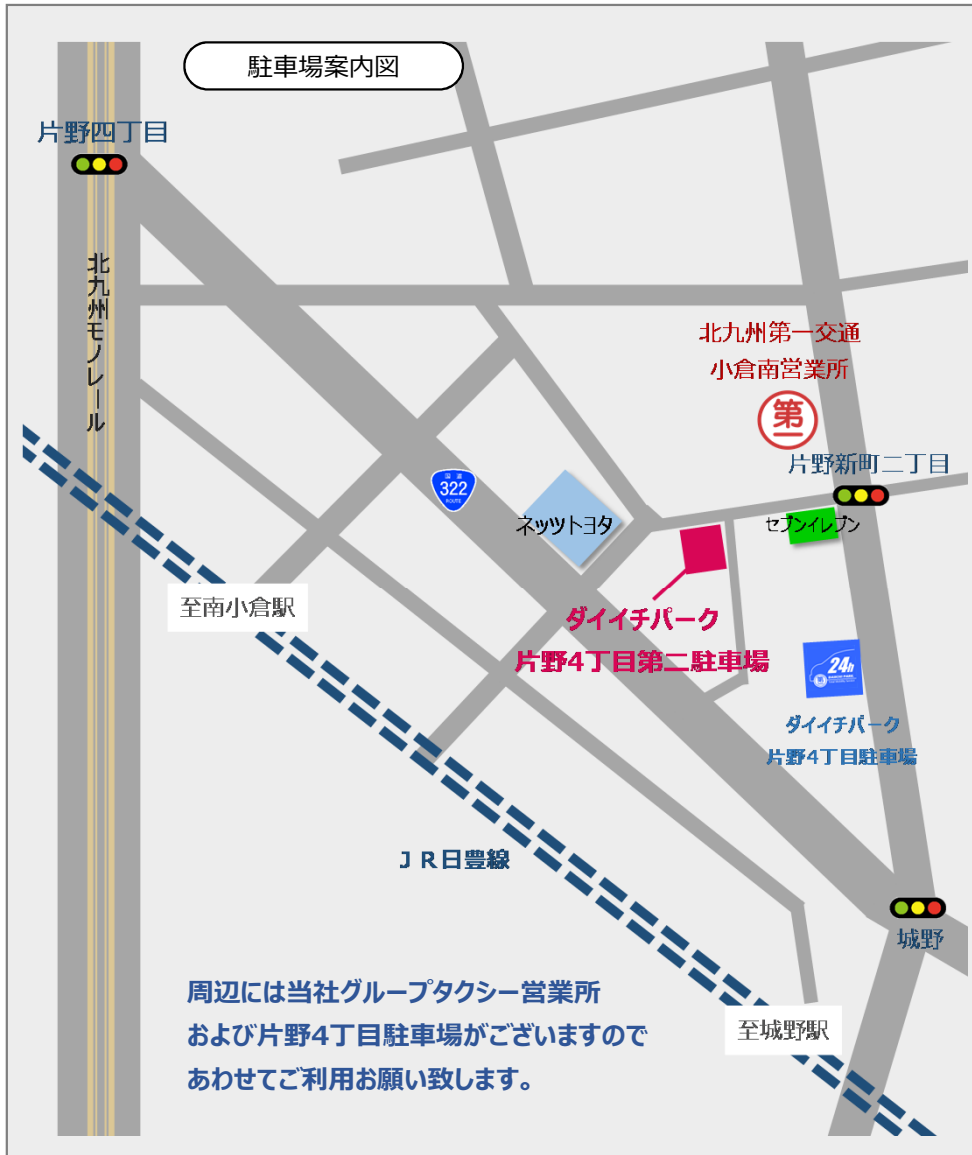 駐車場案内図
片野四丁目
北九州モノレール
北九州第一交通
小倉南営業所
第一
片野新町二丁目
国道
322
ROUTE
ネッツトヨタ
セブンイレブン
至南小倉駅
ダイイチパーク
片野4丁目第二駐車場
24h
ダイイチパーク
片野4丁目駐車場
JR日豊線
城野
周辺には当社グループタクシー営業所
および片野4丁目駐車場がございますので
あわせてご利用お願い致します。
至城野駅